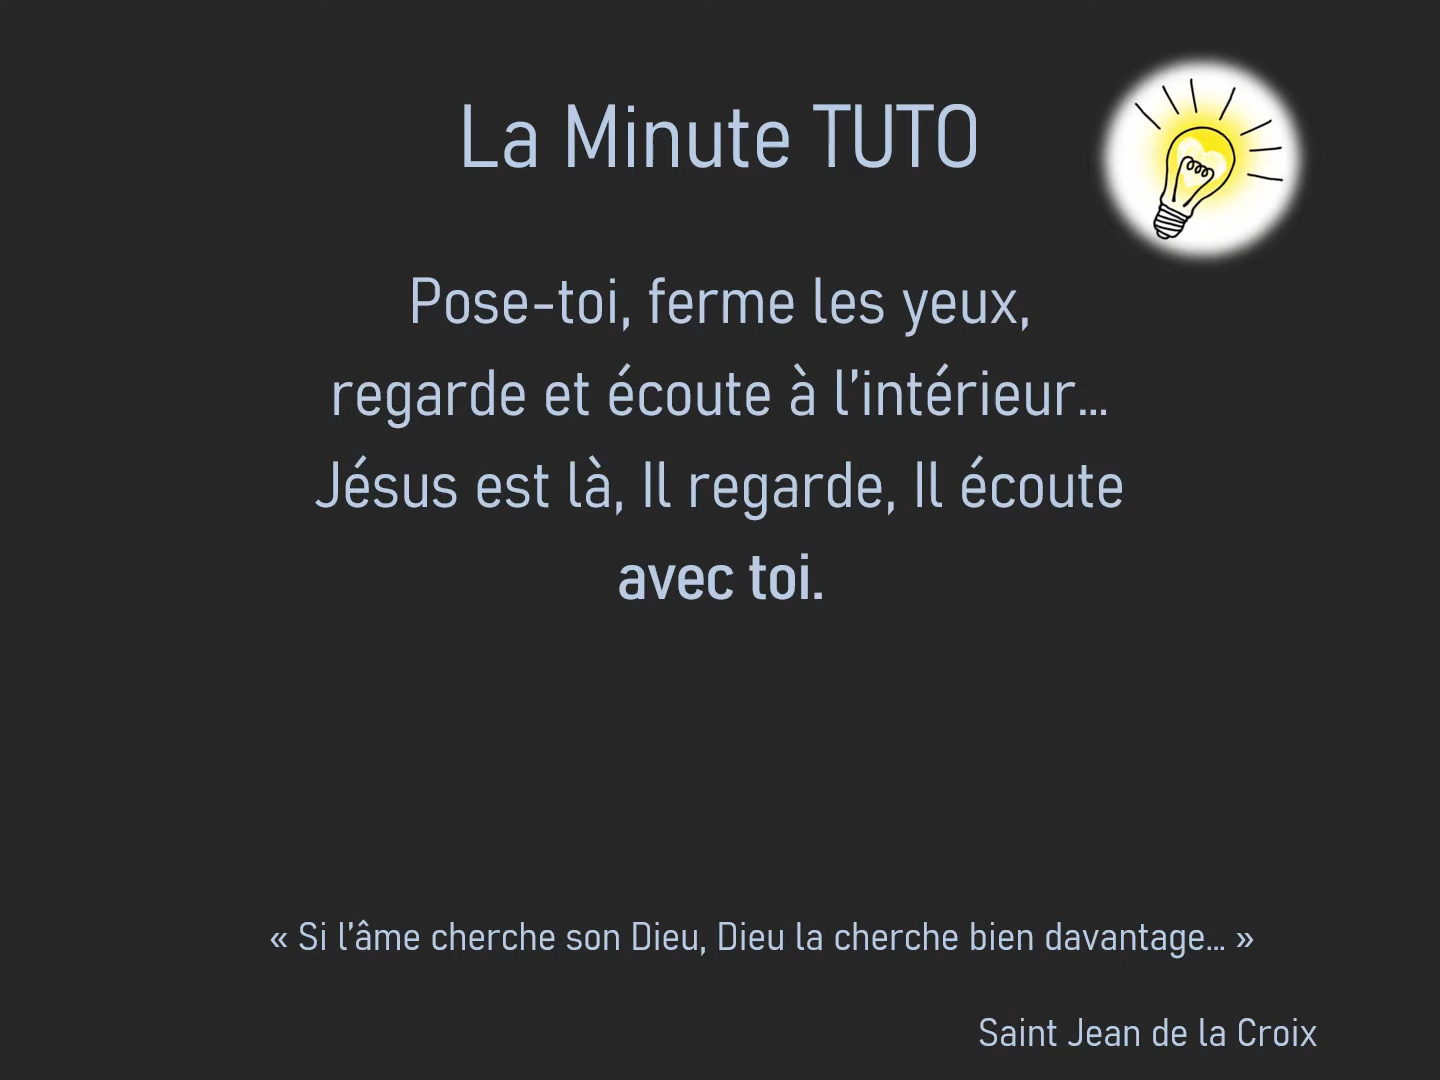 La Minute TUTO
Pose-toi, ferme les yeux,
regarde et écoute à l’intérieur…
Jésus est là, Il regarde, Il écoute
avec toi.
« Si l’âme cherche son Dieu, Dieu la cherche bien davantage… »
Saint Jean de la Croix